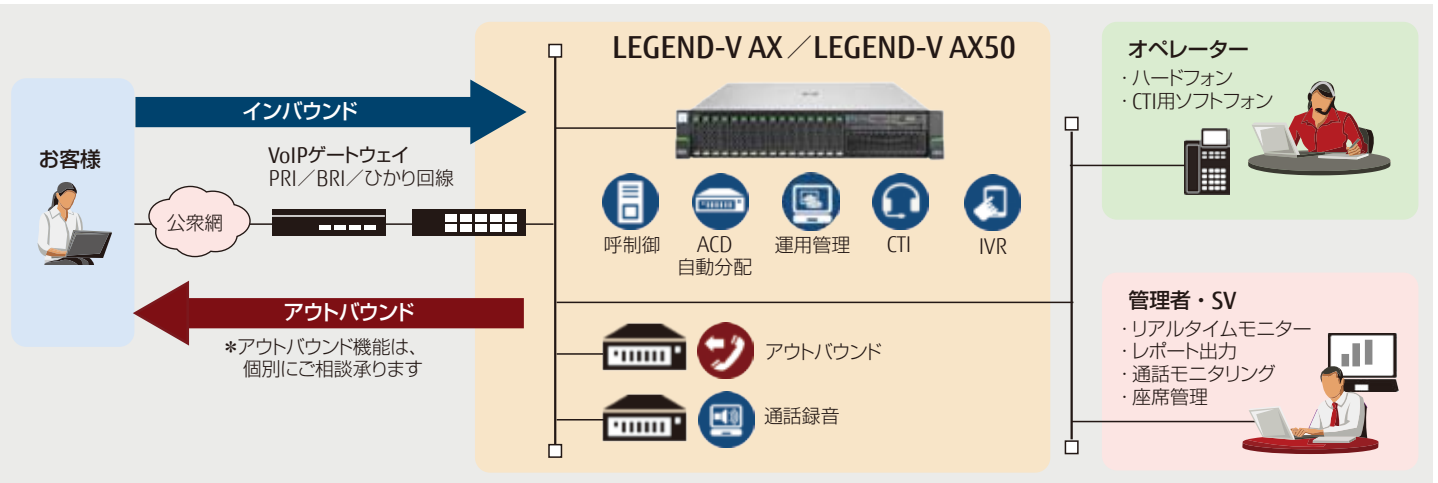 お客様
インバウンド
VoIPゲートウェイ
PRI／BRI／ひかり回線
公衆網
アウトバウンド
*アウトバウンド機能は、
個別にご相談承ります
LEGEND-V AX／LEGEND-V AX50
呼制御
ACD
自動分配
運用管理
CTI
IVR
アウトバウンド
通話録音
オペレーター
・ハードフォン
・CTI用ソフトフォン
管理者・SV
・リアルタイムモニター
・レポート出力
・通話モニタリング
・座席管理